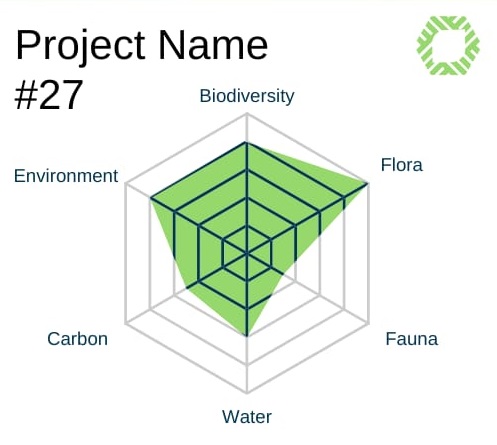 Project Name
#27
Biodiversity
Flora
Environment
Carbon
Fauna
Water